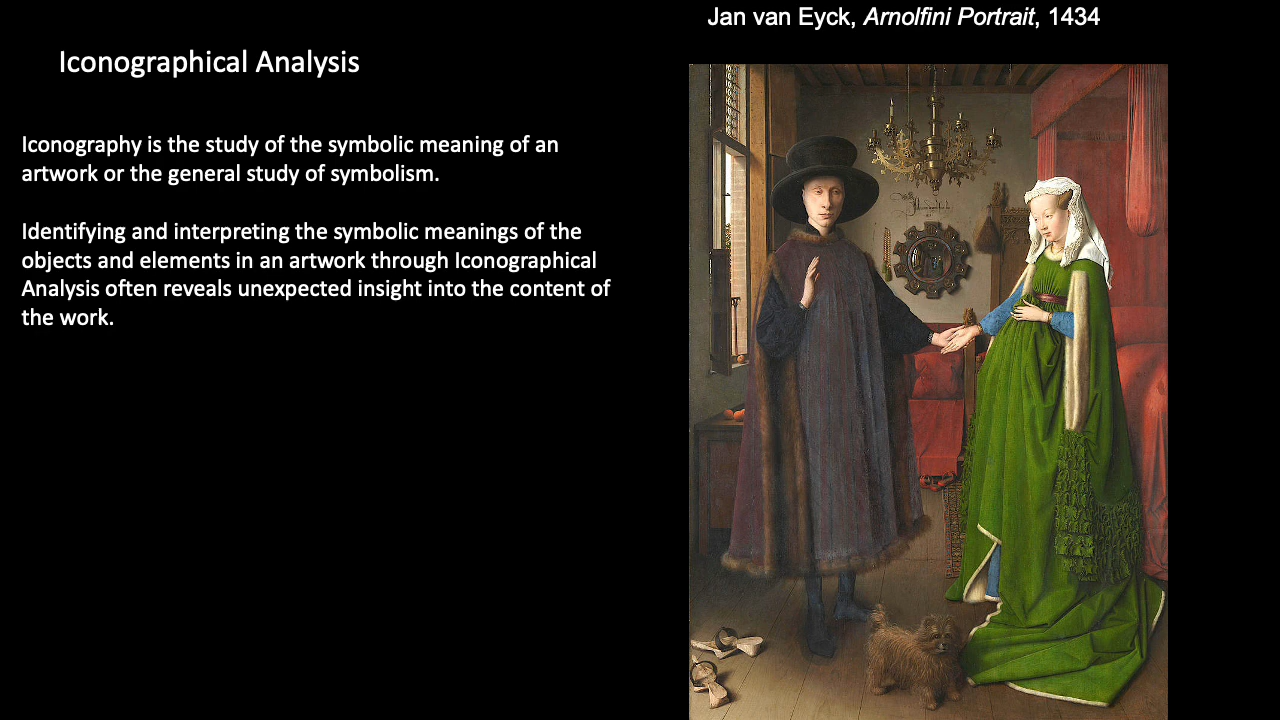 Jan van Eyck, Arnolfini Portrait, 1434
Iconographical Analysis
Iconography is the study of the symbolic meaning of an
artwork or the general study of symbolism.
Identifying and interpreting the symbolic meanings of the
objects and elements in an artwork through Iconographical
Analysis often reveals unexpected insight into the content of
the work.